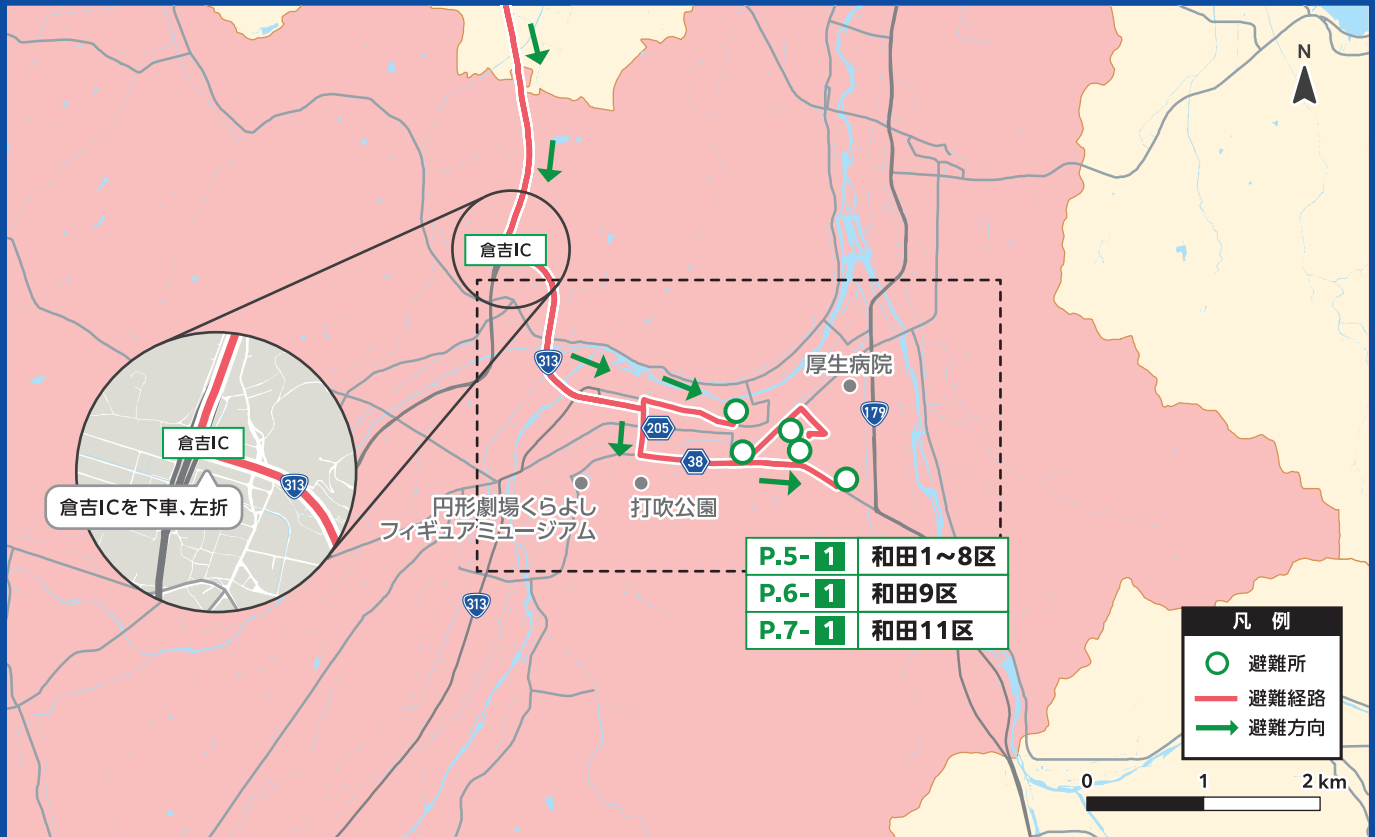 N
倉吉IC
313
厚生病院
179
205
38
倉吉IC
313
倉吉ICを下車、左折
円形劇場くらよし
フィギュアミュージアム
打吹公園
P.5- 1 和田1～8区
P.6- 1 和田9区
P.7- 1 和田11区
313
凡 例
避難所
避難経路
避難方向
0 1 2 km